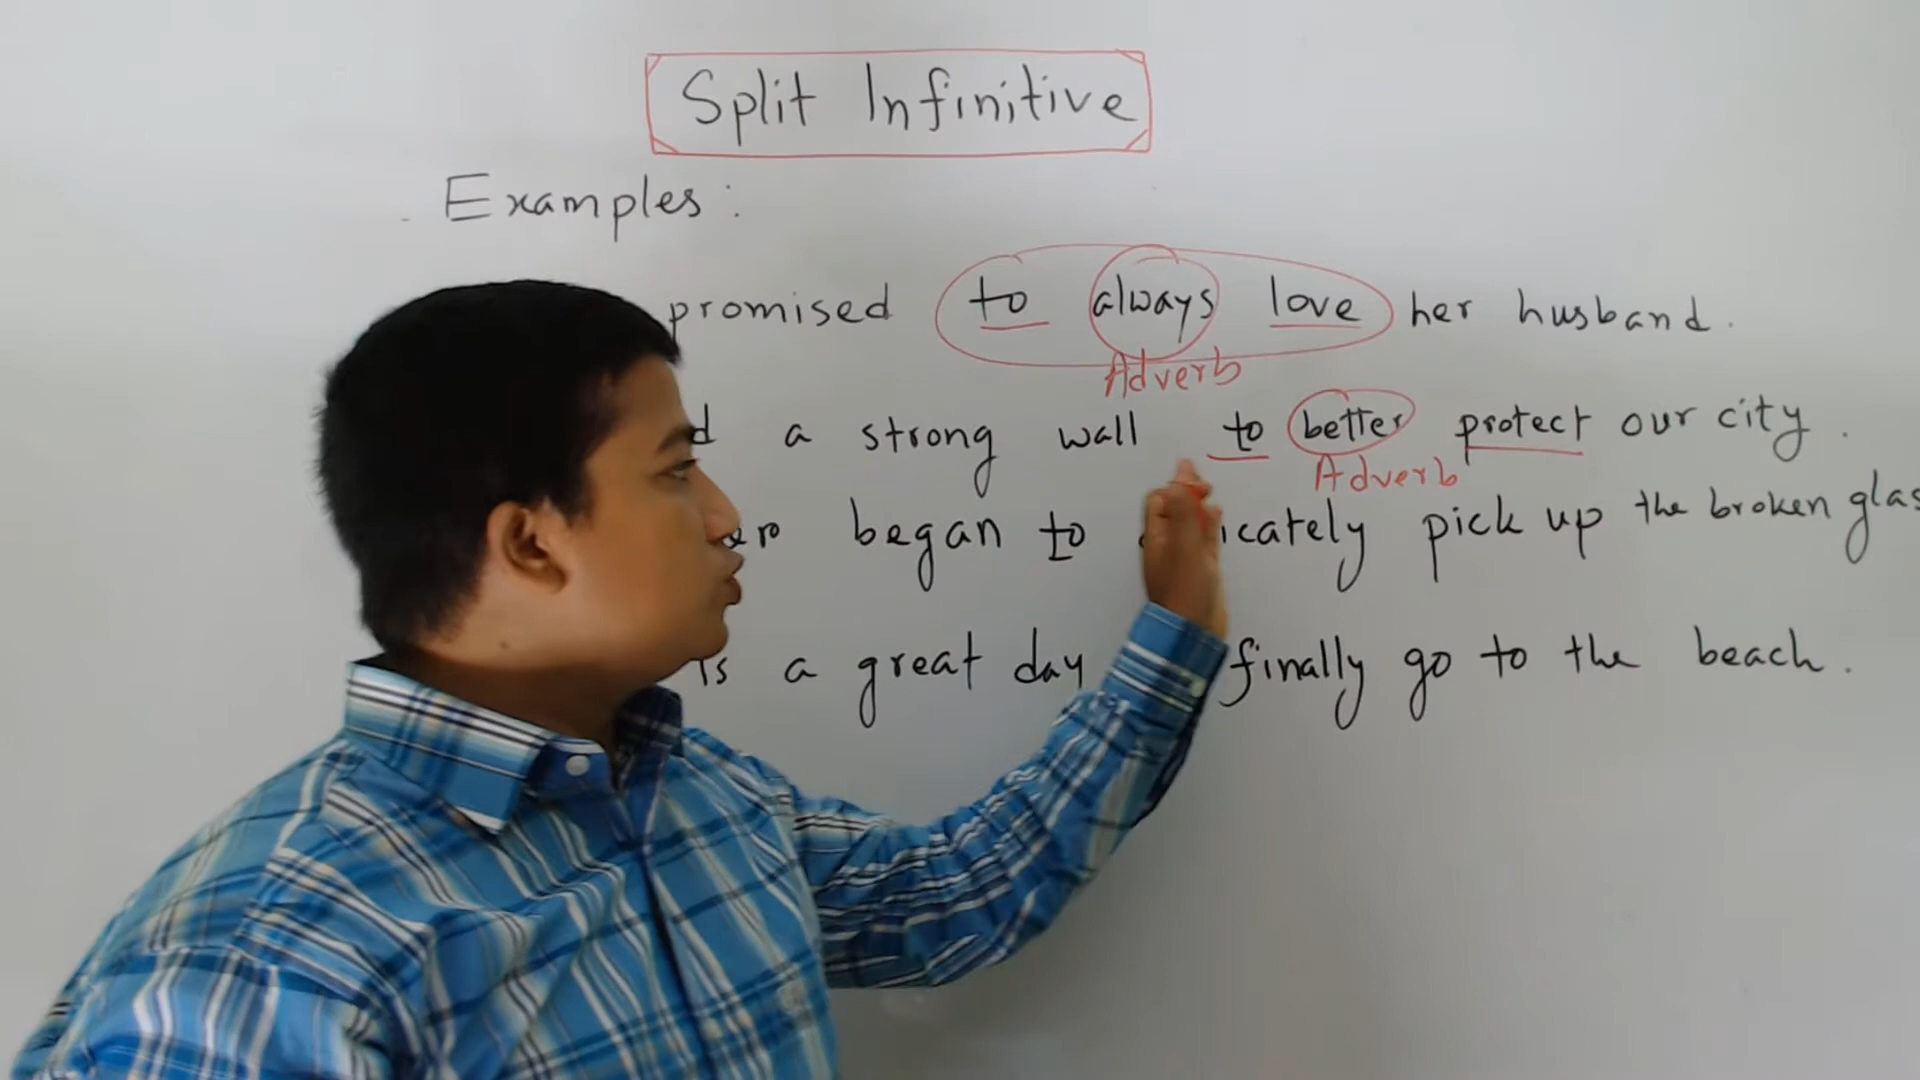 Split Infinitive
Examples:
promised to always love her husband.
Adverb
a strong wall to better protect our city.
Adverb
began to pick up the broken
is a great day finally go to the beach.